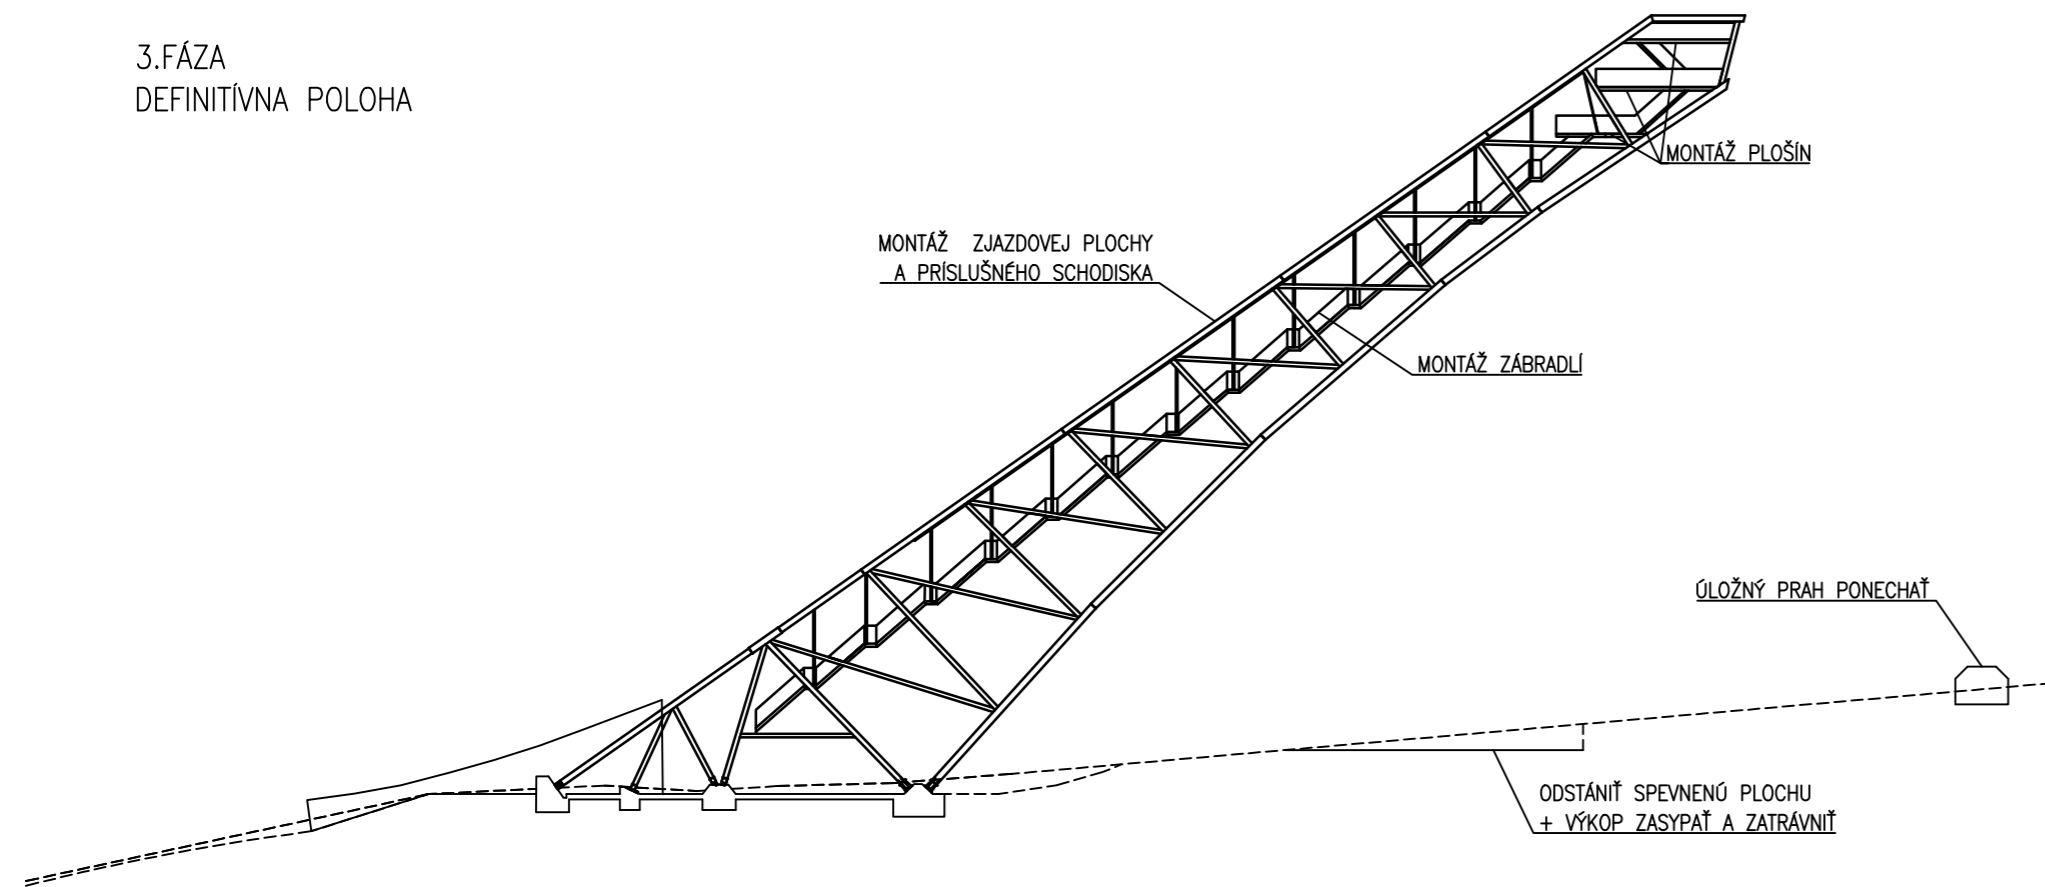 3.FÁZA
DEFINITÍVNA POLOHA
MONTÁŽ PLOŠÍN
MONTÁŽ ZJAZDOVEJ PLOCHY
A PRÍSLUŠNÉHO SCHODISKA
MONTÁŽ ZÁBRADLÍ
ÚLOŽNÝ PRAH PONECHAŤ
ODSTÁNIŤ SPEVNENÚ PLOCHU
+ VÝKOP ZASYPAŤ A ZATRÁVNIŤ